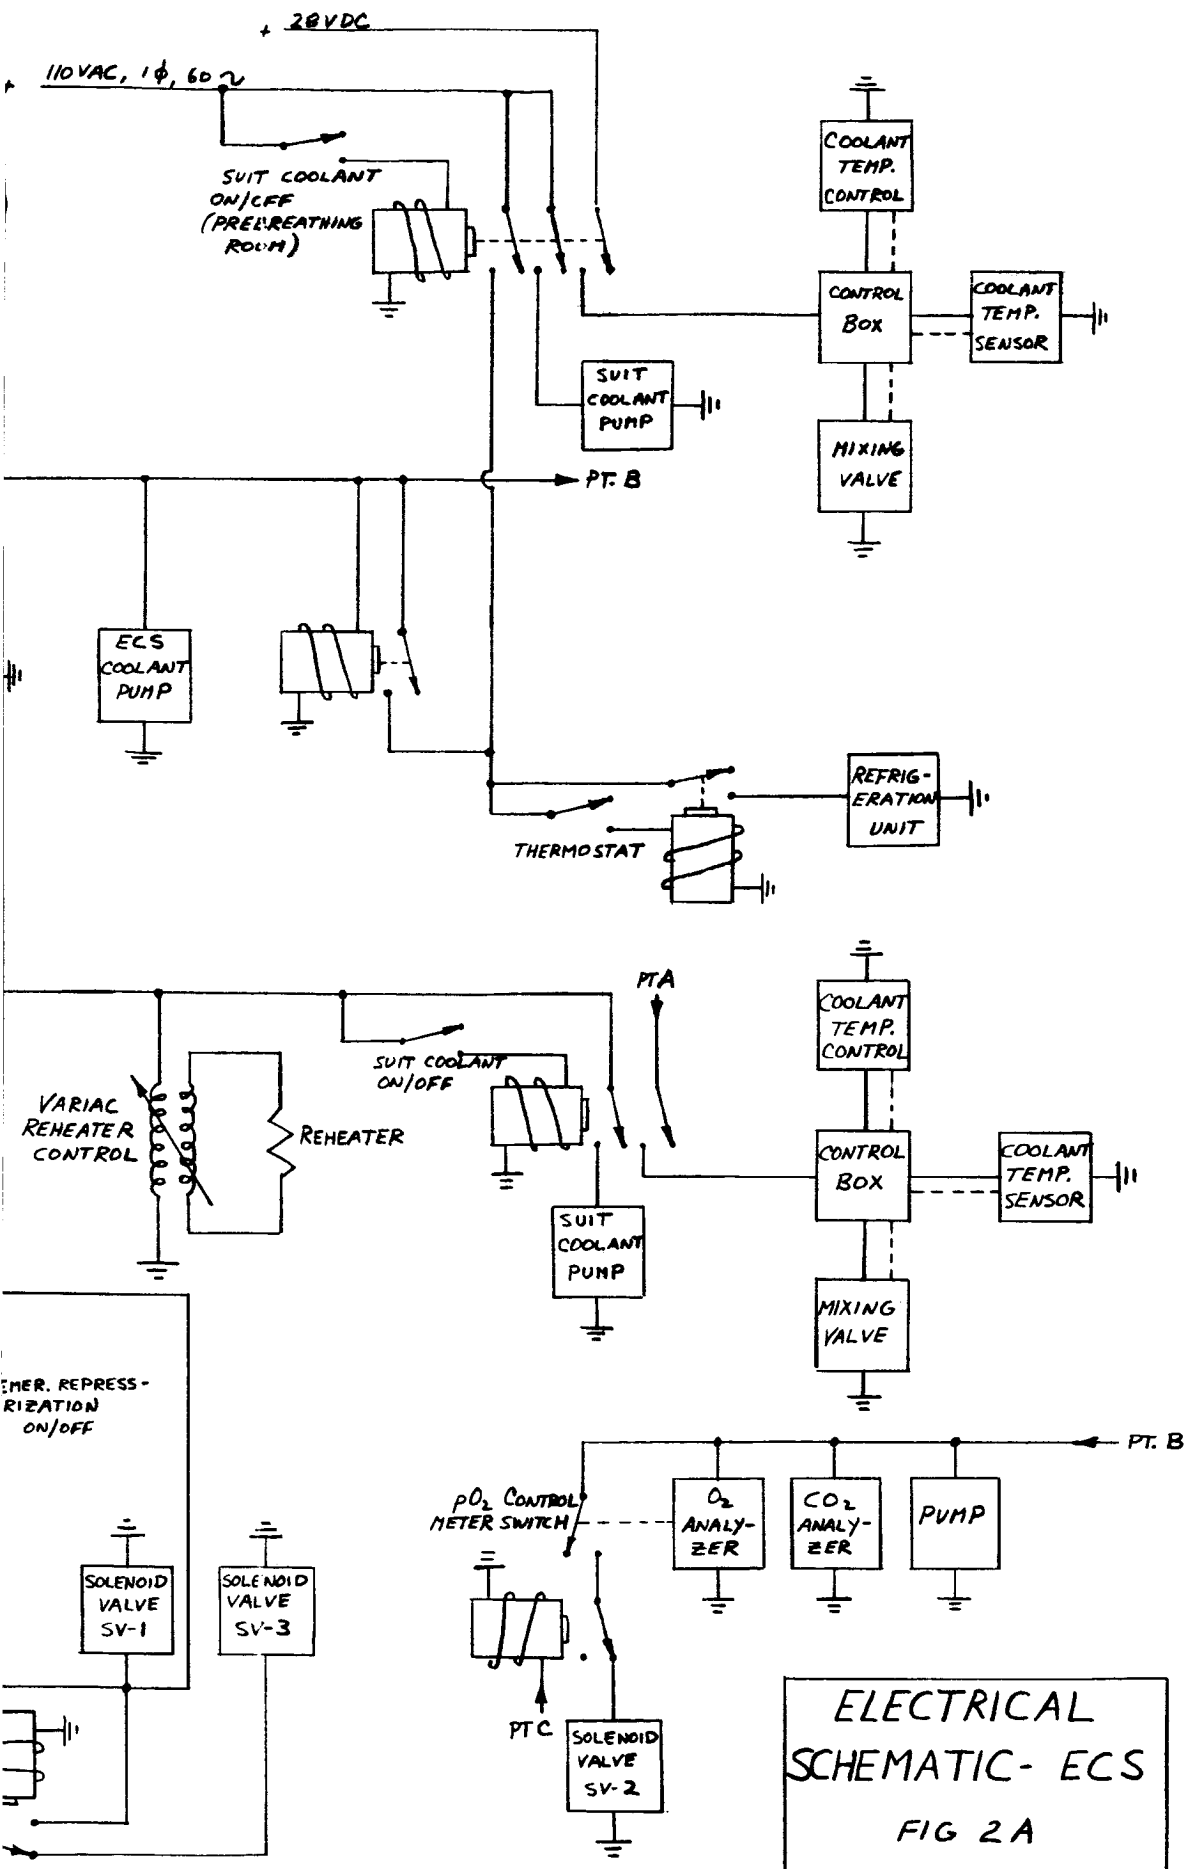 + 28VDC
+ 110VAC, 1ϕ, 60 ~
SUIT COOLANT
ON/OFF
(PREBREATHING
ROOM)
COOLANT
TEMP.
CONTROL
CONTROL
BOX
COOLANT
TEMP.
SENSOR
SUIT
COOLANT
PUMP
MIXING
VALVE
PT. B
ECS
COOLANT
PUMP
REFRIG-
ERATION
UNIT
THERMOSTAT
PT A
COOLANT
TEMP.
CONTROL
SUIT COOLANT
ON/OFF
VARIAC
REHEATER
CONTROL
REHEATER
CONTROL
BOX
COOLANT
TEMP.
SENSOR
SUIT
COOLANT
PUMP
MIXING
VALVE
EMER. REPRESS-
RIZATION
ON/OFF
PT. B
pO2 CONTROL
METER SWITCH
O2
ANALY-
ZER
CO2
ANALY-
ZER
PUMP
SOLENOID
VALVE
SV-1
SOLENOID
VALVE
SV-3
PT C
SOLENOID
VALVE
SV-2
ELECTRICAL
SCHEMATIC- ECS
FIG 2A